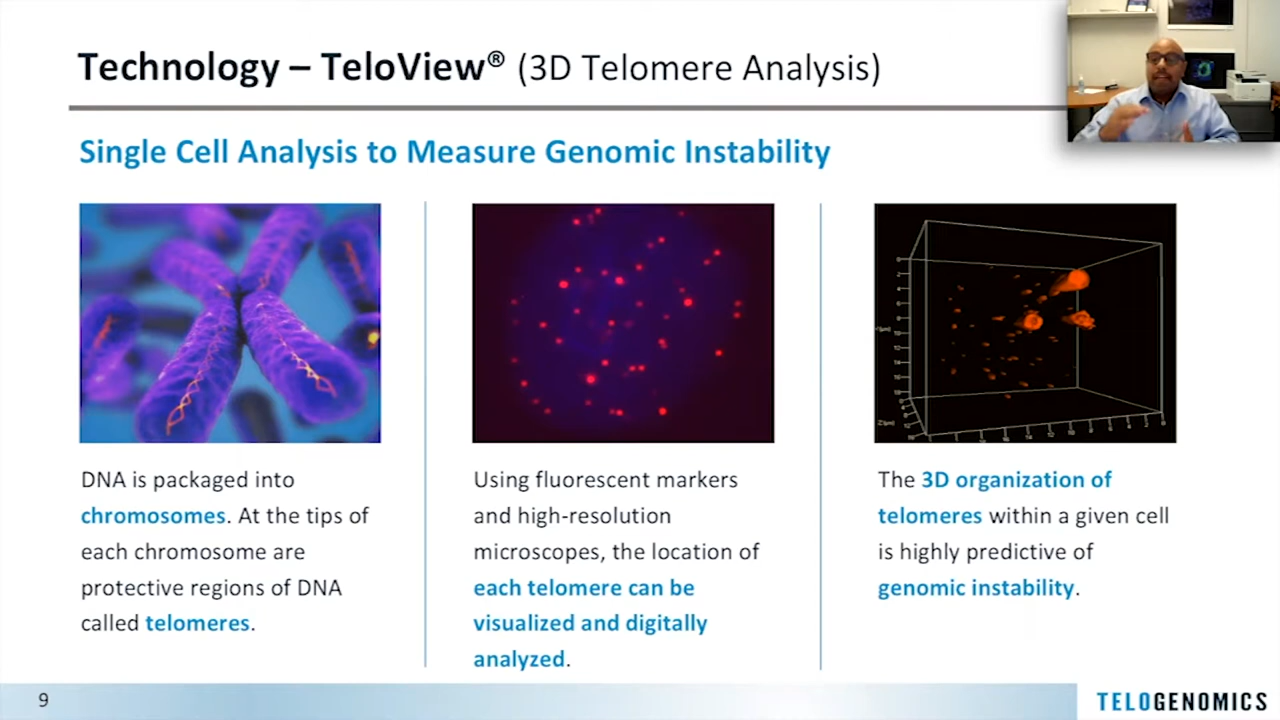 Technology – TeloView® (3D Telomere Analysis)
Single Cell Analysis to Measure Genomic Instability
DNA is packaged into
chromosomes. At the tips of
each chromosome are
protective regions of DNA
called telomeres.
Using fluorescent markers
and high-resolution
microscopes, the location of
each telomere can be
visualized and digitally
analyzed.
The 3D organization of
telomeres within a given cell
is highly predictive of
genomic instability.
9
TELOGENOMICS